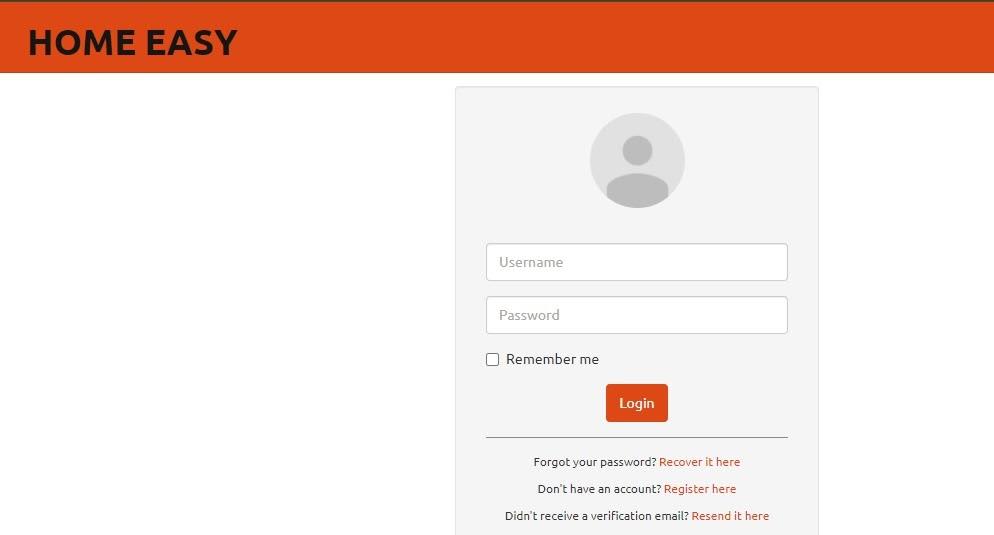 HOME EASY
Username
Password
Remember me
Login
Forgot your password? Recover it here
Don't have an account? Register here
Didn't receive a verification email? Resend it here